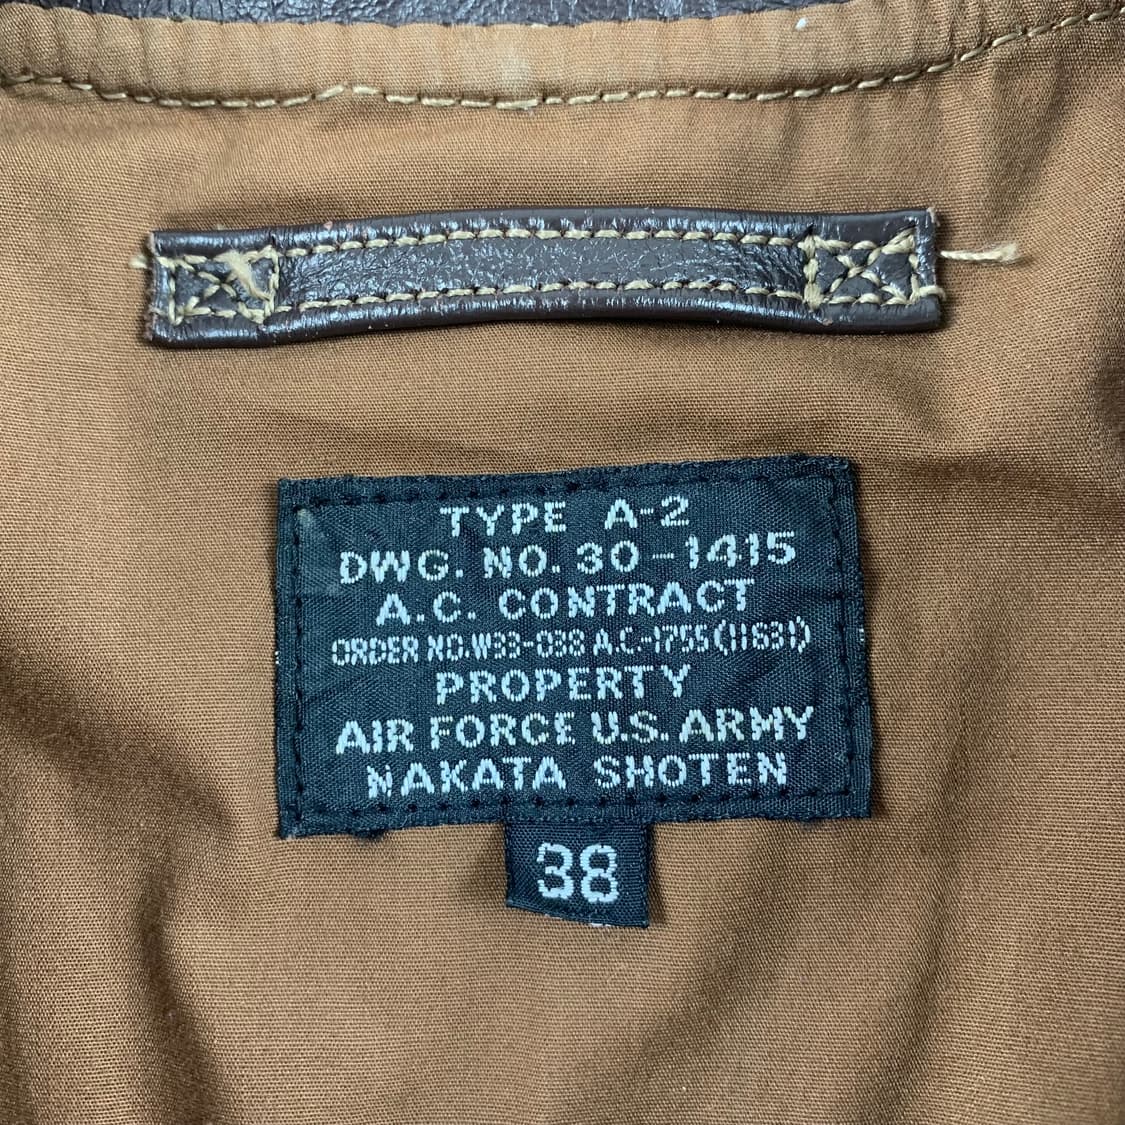 TYPE A-2
DWG. NO. 30-1415
A.C. CONTRACT
ORDER NO.W33-038 A.C.-1755(11631)
PROPERTY
AIR FORCE U.S. ARMY
NAKATA SHOTEN
38